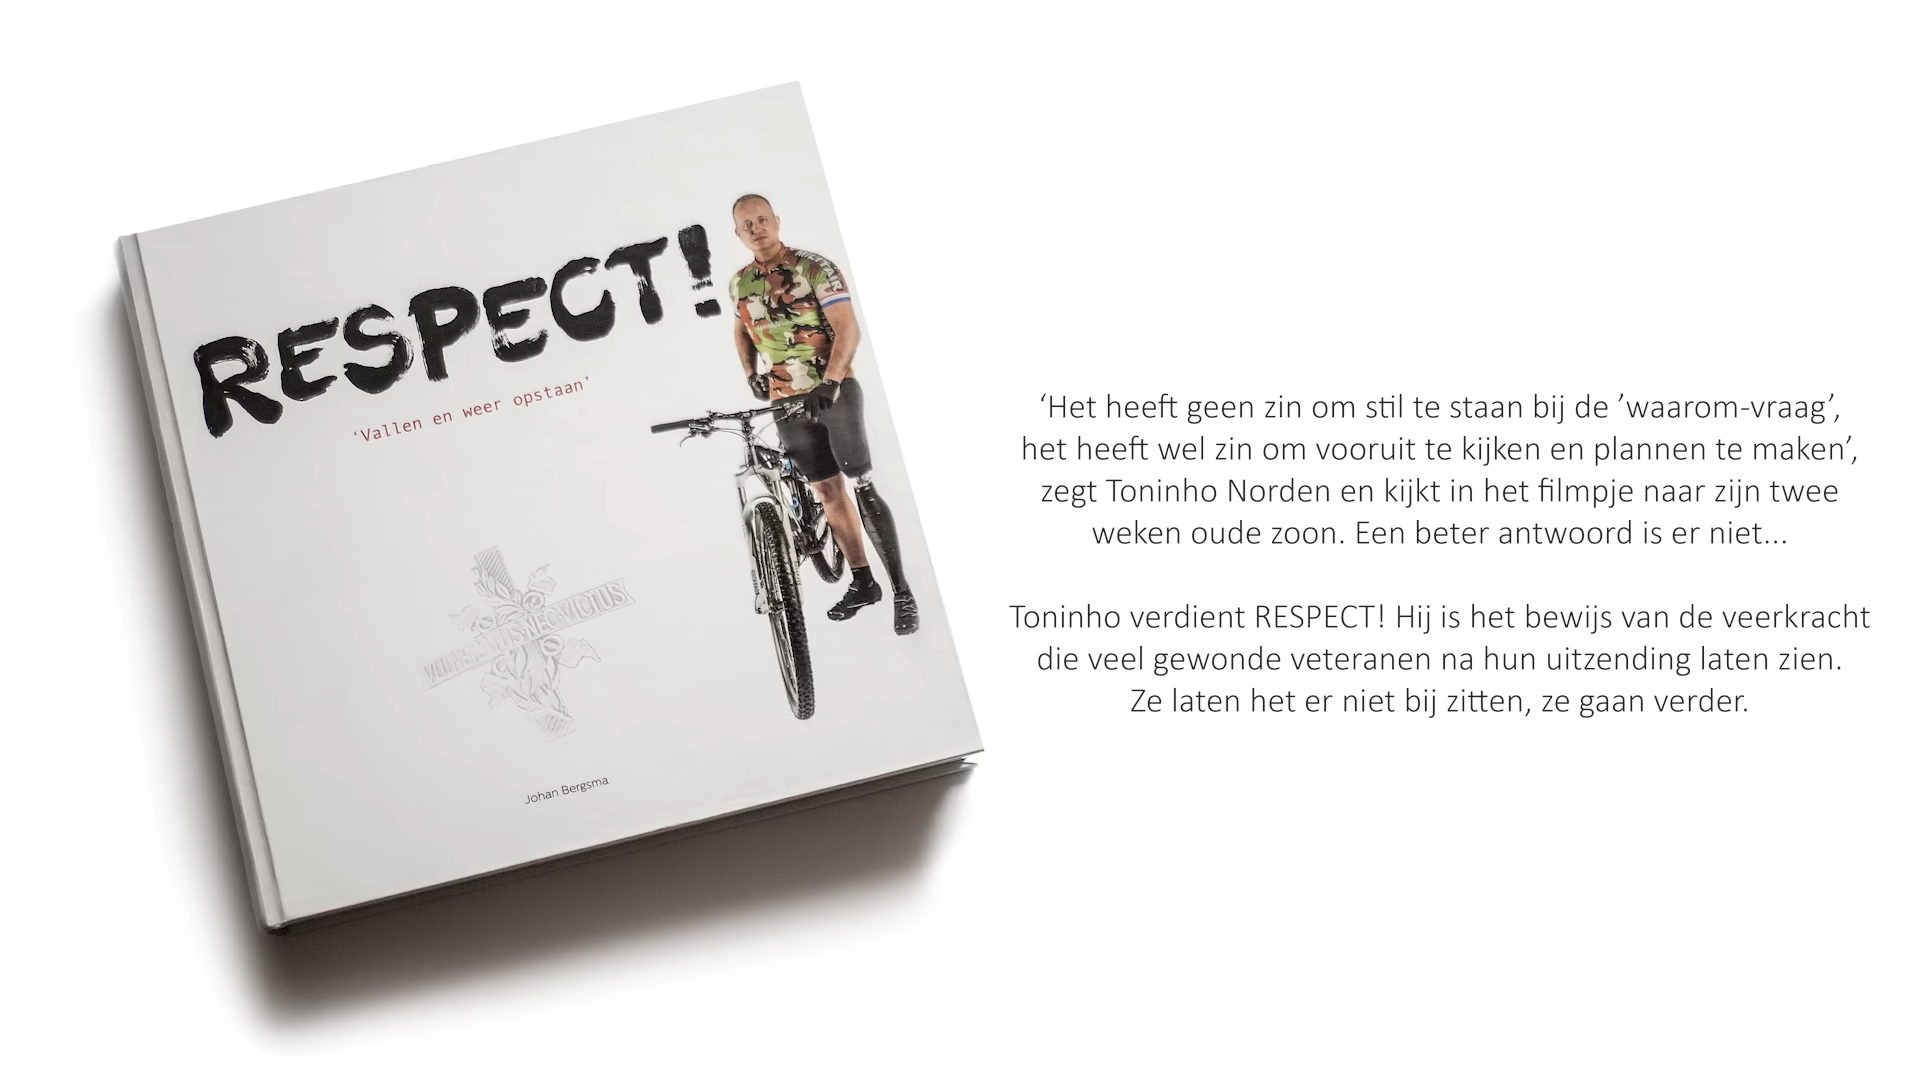 RESPECT!
‘Vallen en weer opstaan’
MILITAIR
NEC VICTUS
Johan Bergsma
‘Het heeft geen zin om stil te staan bij de ’waarom-vraag’,
het heeft wel zin om vooruit te kijken en plannen te maken’,
zegt Toninho Norden en kijkt in het filmpje naar zijn twee
weken oude zoon. Een beter antwoord is er niet...
Toninho verdient RESPECT! Hij is het bewijs van de veerkracht
die veel gewonde veteranen na hun uitzending laten zien.
Ze laten het er niet bij zitten, ze gaan verder.